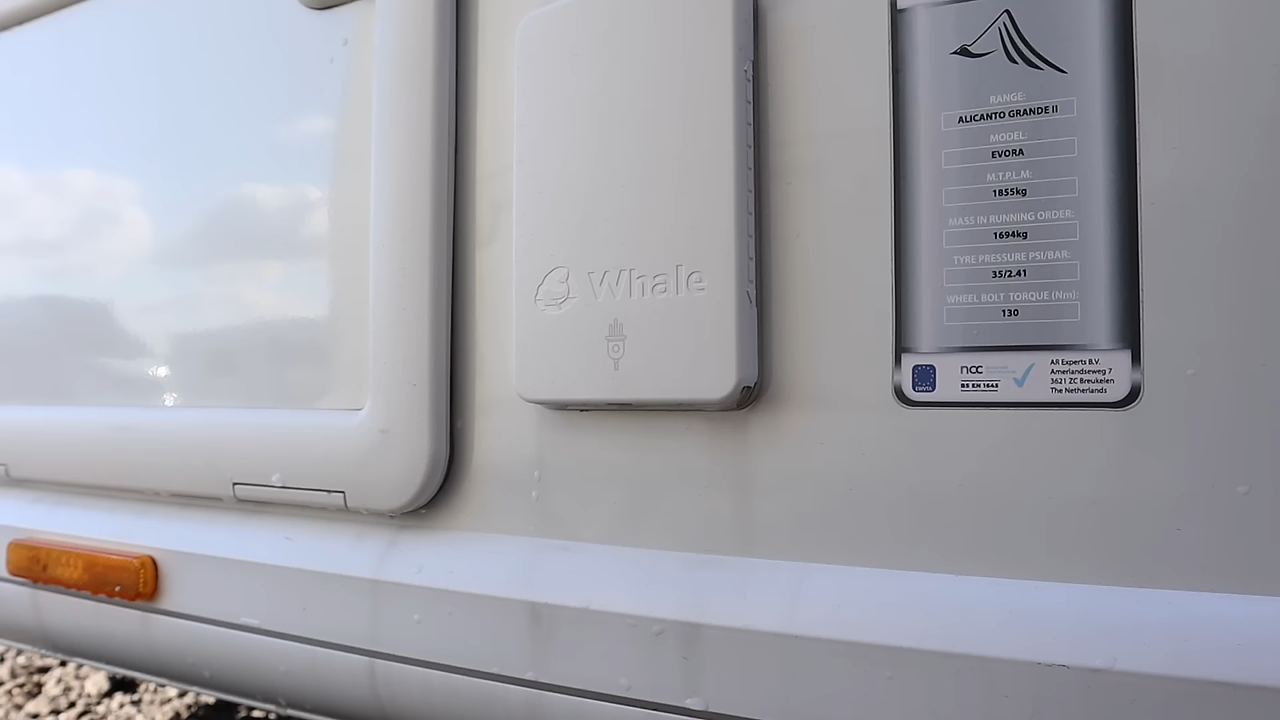 Whale
RANGE:
ALICANTO GRANDE II
MODEL:
EVORA
M.T.P.L.M:
1855kg
MASS IN RUNNING ORDER:
1694kg
TYRE PRESSURE PSI/BAR:
35/2.41
WHEEL BOLT TORQUE (Nm):
130
ncc
BS EN 1645
AR Experts B.V.
Amerlandseweg 7
3621 ZC Breukelen
The Netherlands